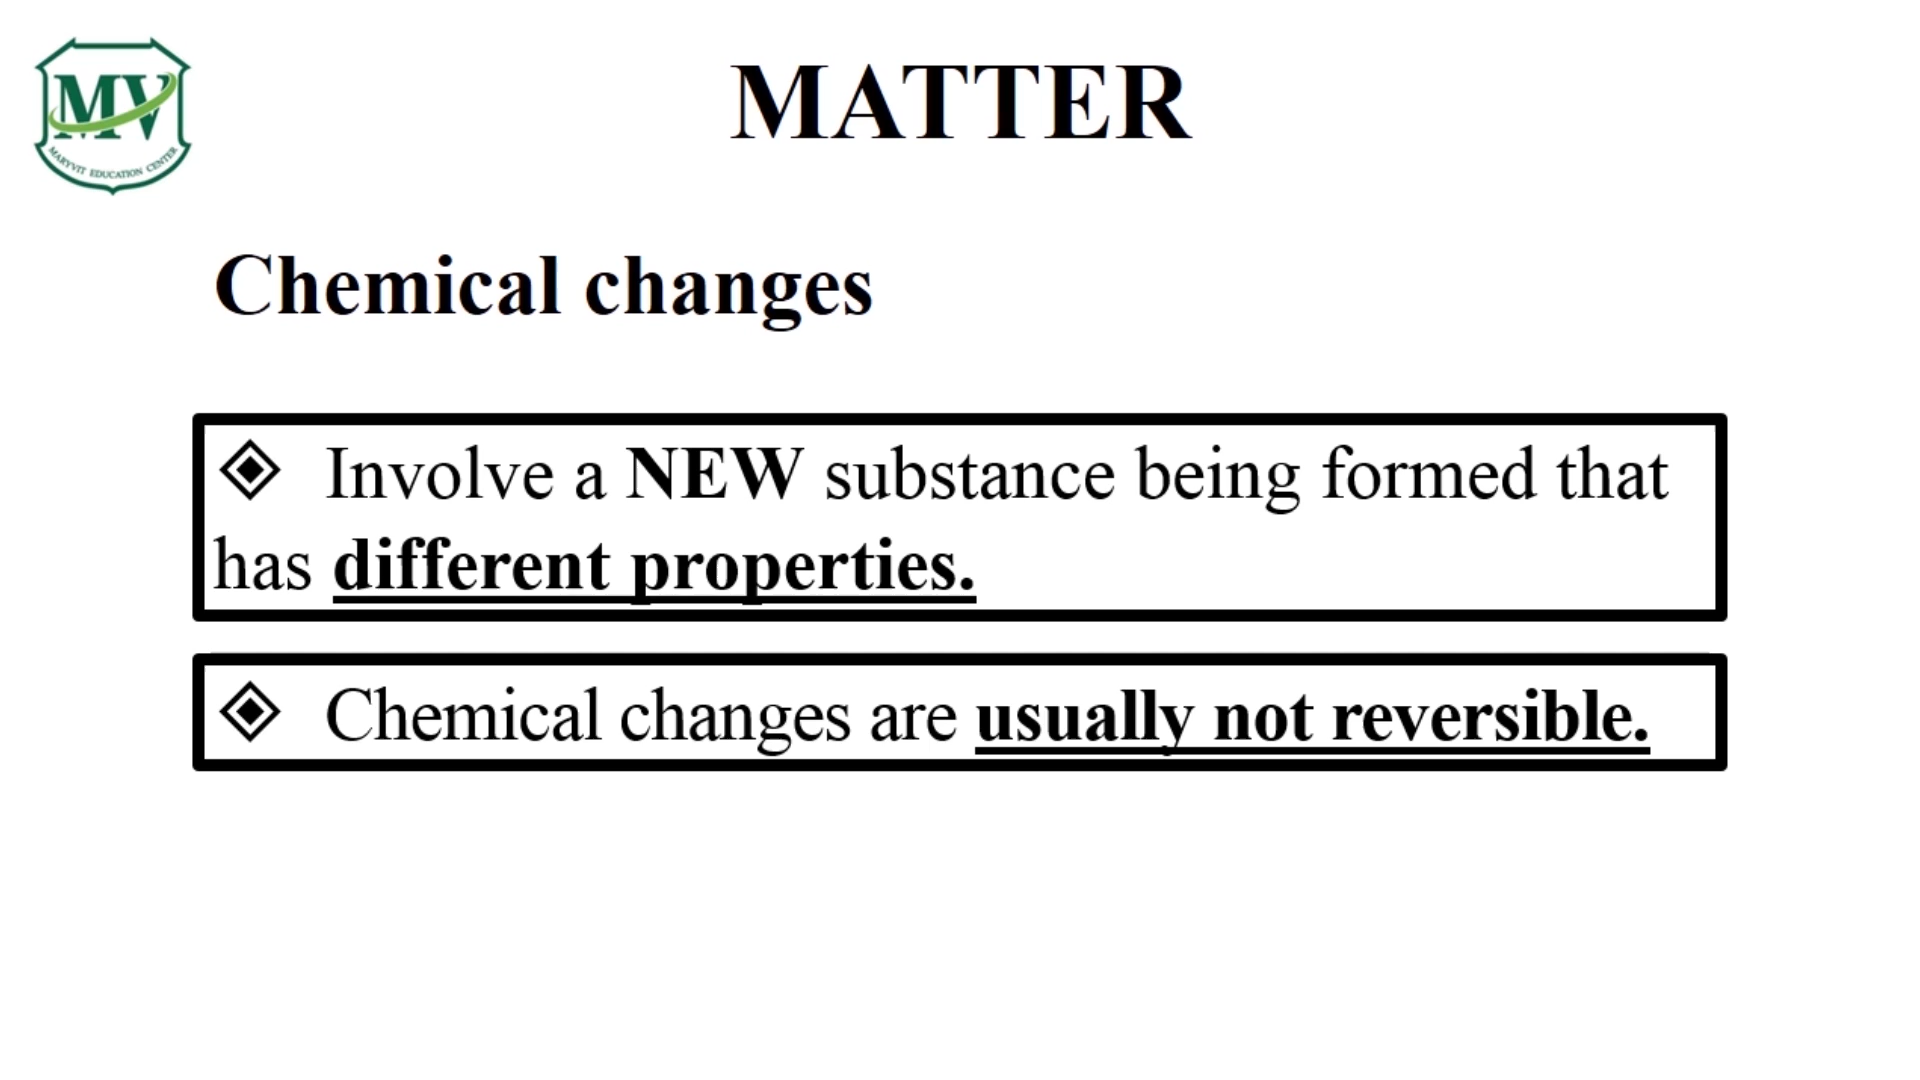 MV
MARYVIT EDUCATION CENTER
MATTER
Chemical changes
Involve a NEW substance being formed that
has different properties.
Chemical changes are usually not reversible.